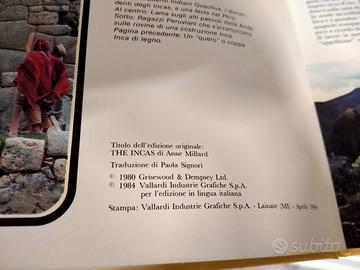 denti degli Incas, a una festa nel Perù.
Al centro: Lama sugli alti pascoli delle Ande.
Sotto: Ragazzi Peruviani che s'arrampicano
sulle rovine di una costruzione Inca.
Pagina precedente: Un "quero" o coppa
Inca di legno.
Titolo dell'edizione originale:
THE INCAS di Anne Millard
Traduzione di Paola Signori
© 1980 Grisewood & Dempsey Ltd.
© 1984 Vallardi Industrie Grafiche S.p.A.
per l'edizione in lingua italiana
Stampa: Vallardi Industrie Grafiche S.p.A. - Lainate (MI) - Aprile
subito